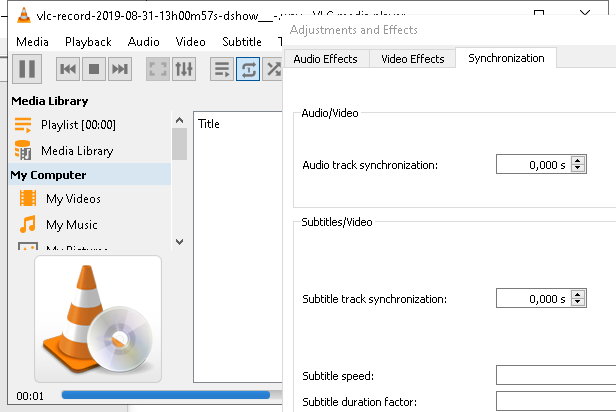 vlc-record-2019-08-31-13h00m57s-dshow___-.wav - VLC media player
Adjustments and Effects
Media Playback Audio Video Subtitle
Audio Effects Video Effects Synchronization
Media Library
Playlist [00:00]
Title
Media Library
My Computer
My Videos
My Music
My Pictures
Audio/Video
Audio track synchronization: 0,000 s
Subtitles/Video
Subtitle track synchronization: 0,000 s
Subtitle speed:
Subtitle duration factor:
00:01